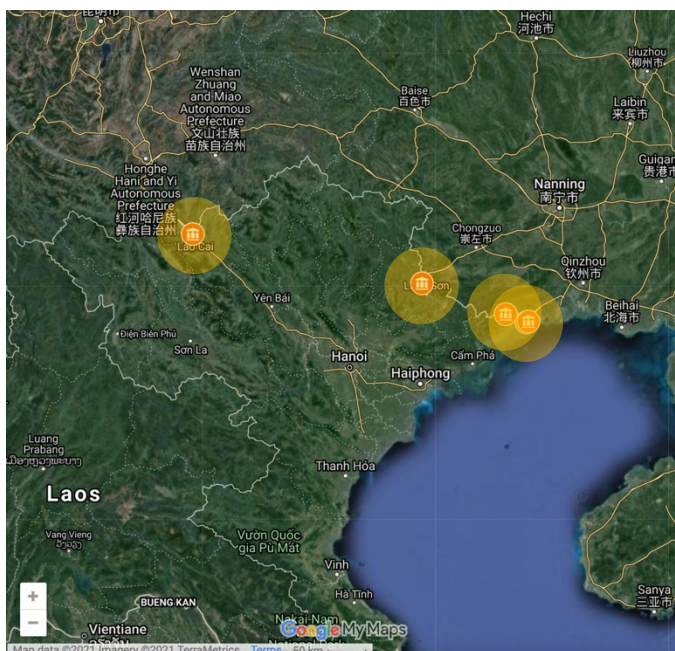 Hechi
河池市
Liuzhou
柳州市
Wenshan
Zhuang
and Miao
Autonomous
Prefecture
文山壮族
苗族自治州
Baise
百色市
Laibin
来宾市
Guigan
贵港市
Honghe
Hani and Yi
Autonomous
Prefecture
红河哈尼族
彝族自治州
Nanning
南宁市
Lao Cai
Chongzuo
崇左市
Qinzhou
钦州市
Yên Bái
Beihai
北海市
Điện Biên Phủ
Sơn La
Hanoi
Cẩm Phả
Haiphong
Luang
Prabang
Laos
Thanh Hóa
Vang Vieng
Vườn Quốc
gia Pù Mát
Vinh
Hà Tĩnh
Sanya
三亚市
+
−
BUENG KAN
Vientiane
Nakai-Nam
Google My Maps
Map data ©2021 Imagery ©2021 TerraMetrics Terms 50 km